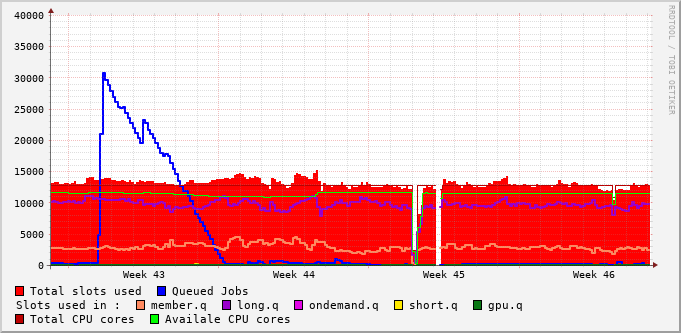 RRDTOOL / TOBI OETIKER
40000
35000
30000
25000
20000
15000
10000
5000
0
Week 43 Week 44 Week 45 Week 46
Total slots used Queued Jobs
Slots used in : member.q long.q ondemand.q short.q gpu.q
Total CPU cores Availale CPU cores